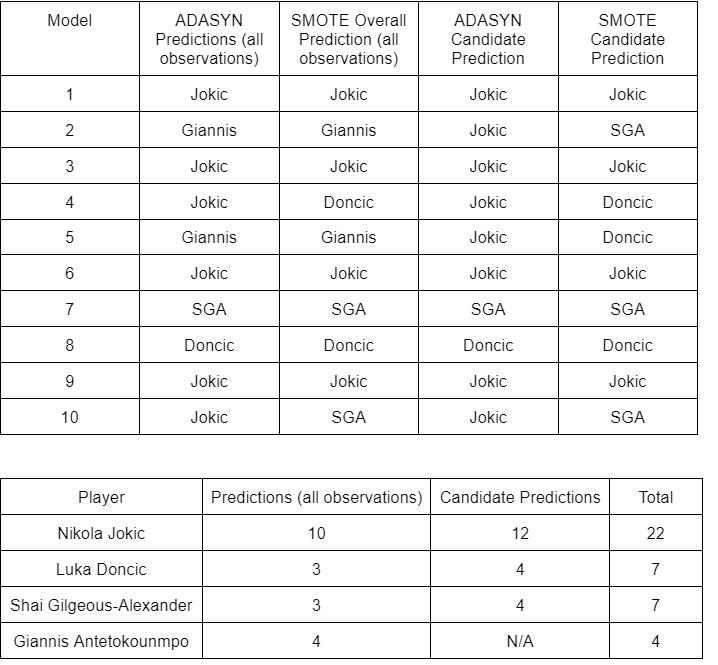 Model ADASYN Predictions (all observations) SMOTE Overall Prediction (all observations) ADASYN Candidate Prediction SMOTE Candidate Prediction
1 Jokic Jokic Jokic Jokic
2 Giannis Giannis Jokic SGA
3 Jokic Jokic Jokic Jokic
4 Jokic Doncic Jokic Doncic
5 Giannis Giannis Jokic Doncic
6 Jokic Jokic Jokic Jokic
7 SGA SGA SGA SGA
8 Doncic Doncic Doncic Doncic
9 Jokic Jokic Jokic Jokic
10 Jokic SGA Jokic SGA
Player Predictions (all observations) Candidate Predictions Total
Nikola Jokic 10 12 22
Luka Doncic 3 4 7
Shai Gilgeous-Alexander 3 4 7
Giannis Antetokounmpo 4 N/A 4